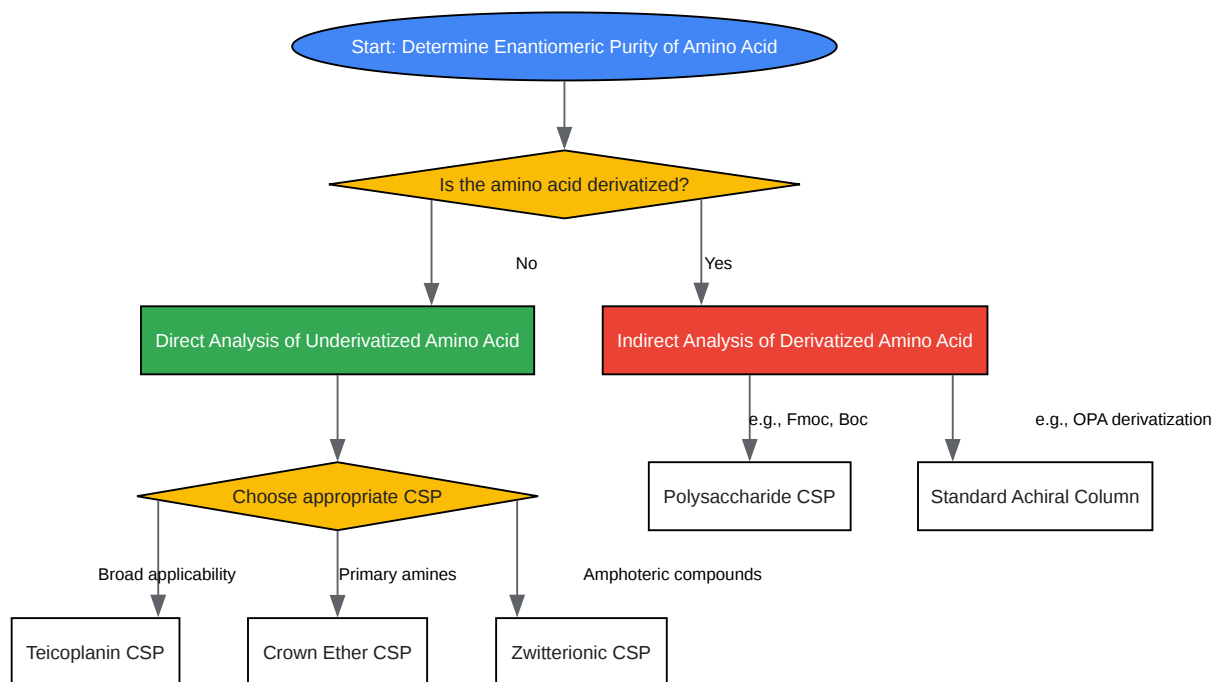 Start: Determine Enantiomeric Purity of Amino Acid
Is the amino acid derivatized?
No
Yes
Direct Analysis of Underivatized Amino Acid
Indirect Analysis of Derivatized Amino Acid
e.g., Fmoc, Boc
e.g., OPA derivatization
Choose appropriate CSP
Polysaccharide CSP
Standard Achiral Column
Broad applicability
Primary amines
Amphoteric compounds
Teicoplanin CSP
Crown Ether CSP
Zwitterionic CSP